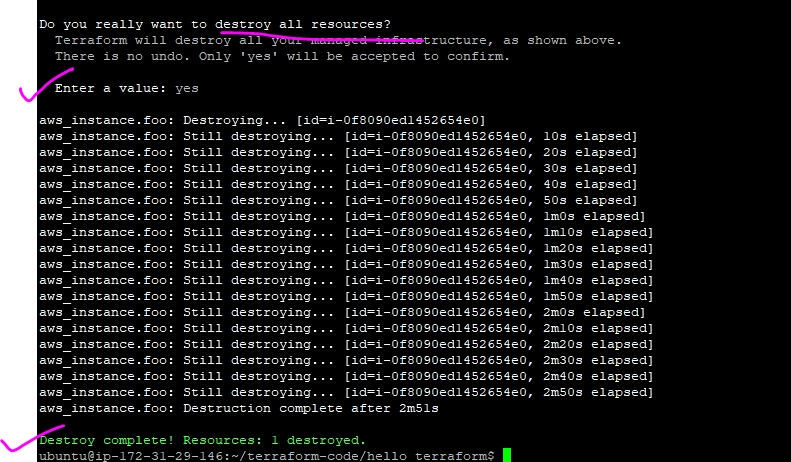 Do you really want to destroy all resources?
Terraform will destroy all your managed infrastructure, as shown above.
There is no undo. Only 'yes' will be accepted to confirm.
Enter a value: yes
aws_instance.foo: Destroying... [id=i-0f8090ed1452654e0]
aws_instance.foo: Still destroying... [id=i-0f8090ed1452654e0, 10s elapsed]
aws_instance.foo: Still destroying... [id=i-0f8090ed1452654e0, 20s elapsed]
aws_instance.foo: Still destroying... [id=i-0f8090ed1452654e0, 30s elapsed]
aws_instance.foo: Still destroying... [id=i-0f8090ed1452654e0, 40s elapsed]
aws_instance.foo: Still destroying... [id=i-0f8090ed1452654e0, 50s elapsed]
aws_instance.foo: Still destroying... [id=i-0f8090ed1452654e0, 1m0s elapsed]
aws_instance.foo: Still destroying... [id=i-0f8090ed1452654e0, 1m10s elapsed]
aws_instance.foo: Still destroying... [id=i-0f8090ed1452654e0, 1m20s elapsed]
aws_instance.foo: Still destroying... [id=i-0f8090ed1452654e0, 1m30s elapsed]
aws_instance.foo: Still destroying... [id=i-0f8090ed1452654e0, 1m40s elapsed]
aws_instance.foo: Still destroying... [id=i-0f8090ed1452654e0, 1m50s elapsed]
aws_instance.foo: Still destroying... [id=i-0f8090ed1452654e0, 2m0s elapsed]
aws_instance.foo: Still destroying... [id=i-0f8090ed1452654e0, 2m10s elapsed]
aws_instance.foo: Still destroying... [id=i-0f8090ed1452654e0, 2m20s elapsed]
aws_instance.foo: Still destroying... [id=i-0f8090ed1452654e0, 2m30s elapsed]
aws_instance.foo: Still destroying... [id=i-0f8090ed1452654e0, 2m40s elapsed]
aws_instance.foo: Still destroying... [id=i-0f8090ed1452654e0, 2m50s elapsed]
aws_instance.foo: Destruction complete after 2m51s
Destroy complete! Resources: 1 destroyed.
ubuntu@ip-172-31-29-146:~/terraform-code/hello terraform$